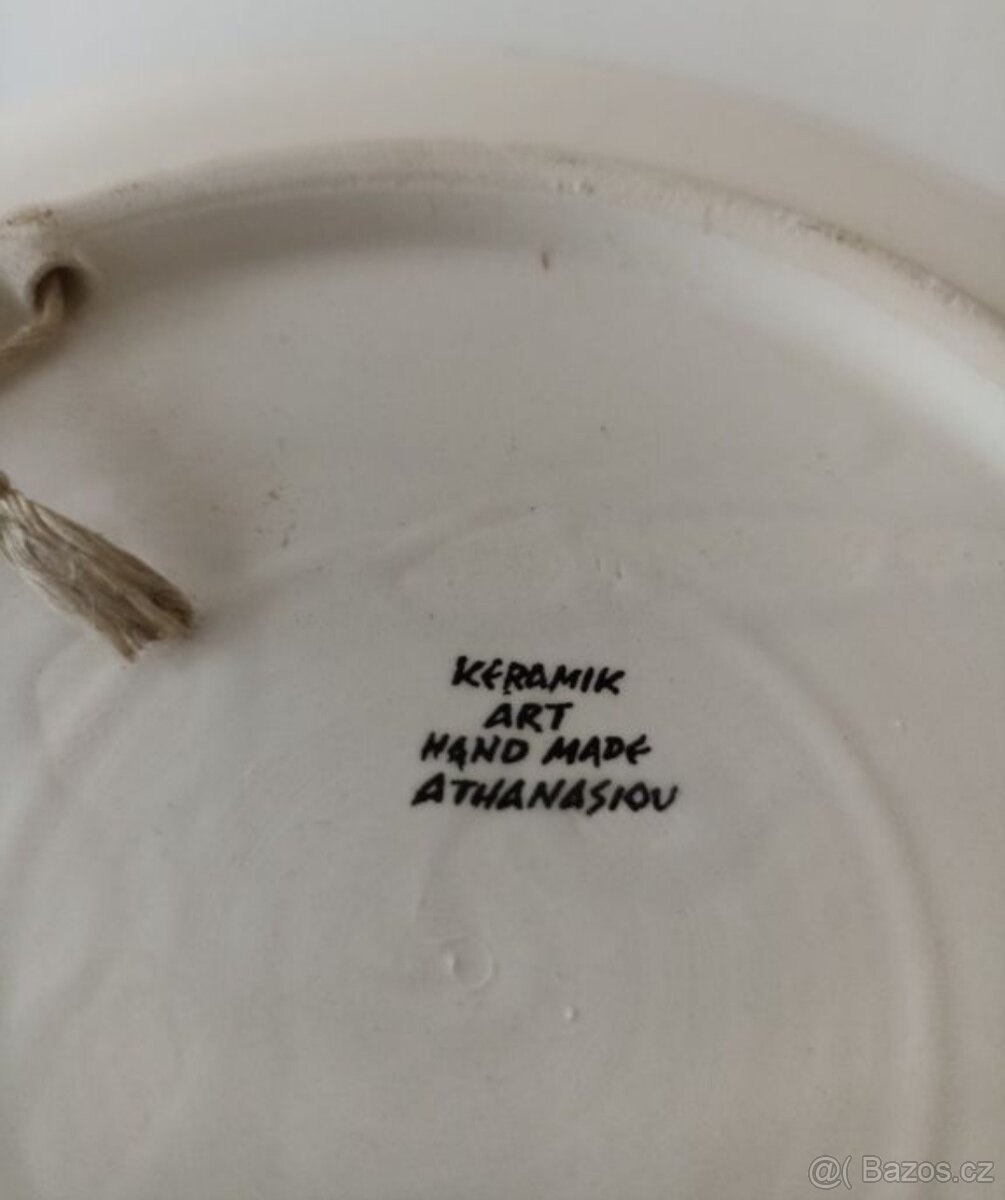 KERAMIK
ART
HAND MADE
ATHANASIOU
@( Bazos.cz